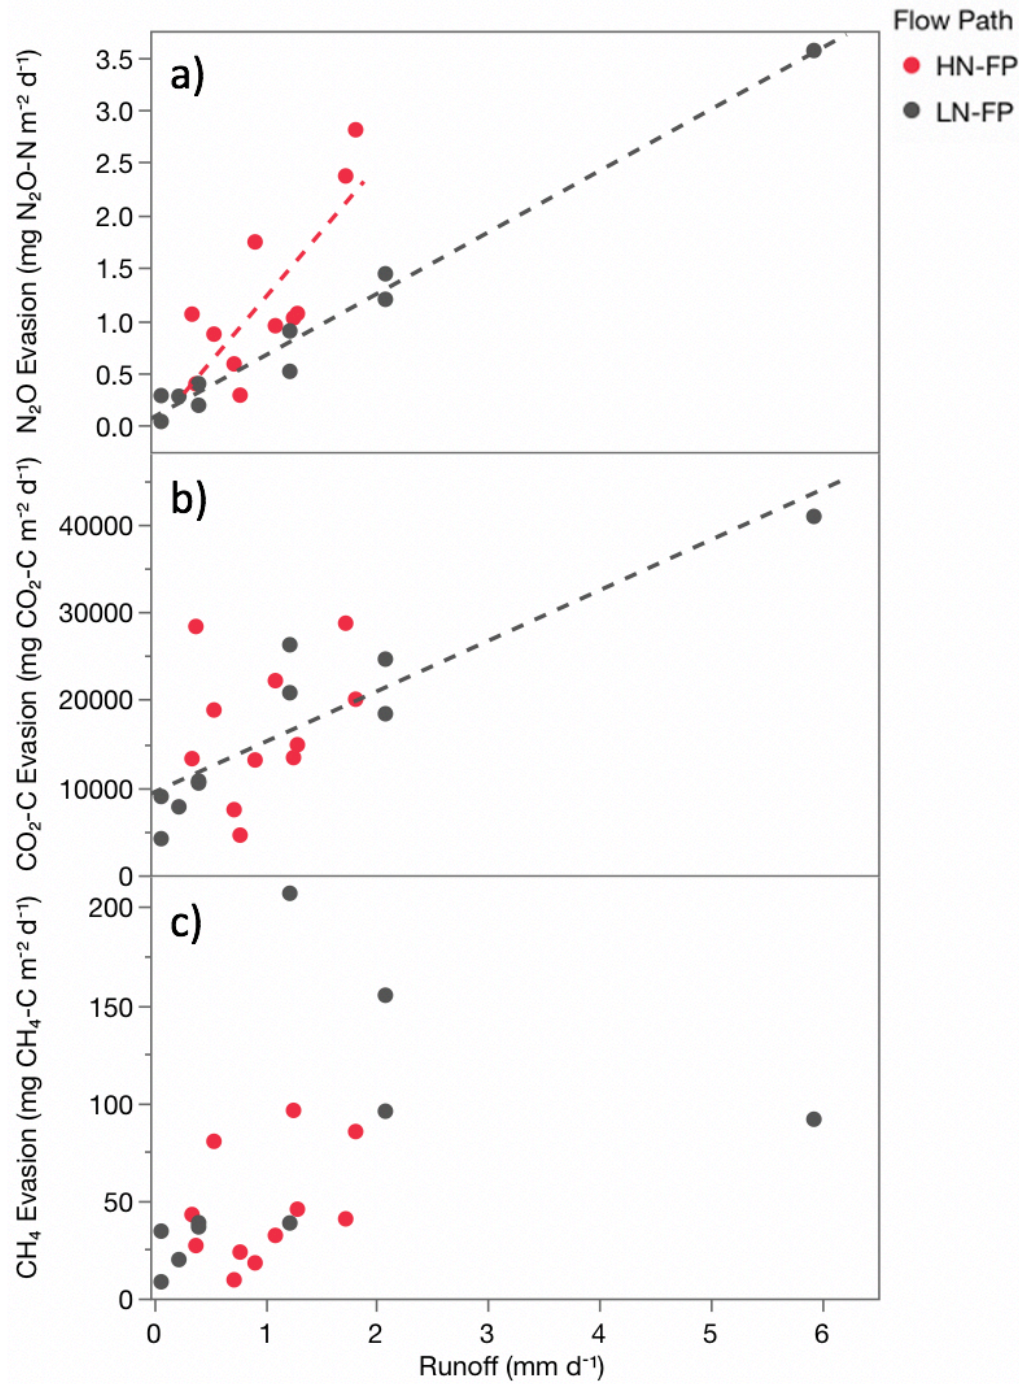 Flow Path
HN-FP
LN-FP
a)
N₂O Evasion (mg N₂O-N m⁻² d⁻¹)
3.5
3.0
2.5
2.0
1.5
1.0
0.5
0.0
b)
CO₂-C Evasion (mg CO₂-C m⁻² d⁻¹)
40000
30000
20000
10000
0
c)
CH₄ Evasion (mg CH₄-C m⁻² d⁻¹)
200
150
100
50
0
0 1 2 3 4 5 6
Runoff (mm d⁻¹)